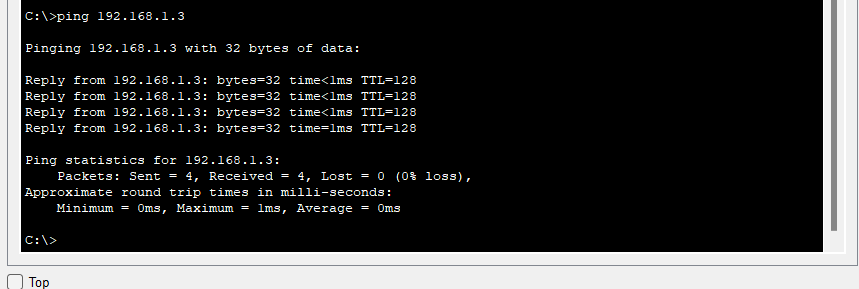 C:\>ping 192.168.1.3
Pinging 192.168.1.3 with 32 bytes of data:
Reply from 192.168.1.3: bytes=32 time<1ms TTL=128
Reply from 192.168.1.3: bytes=32 time<1ms TTL=128
Reply from 192.168.1.3: bytes=32 time<1ms TTL=128
Reply from 192.168.1.3: bytes=32 time=1ms TTL=128
Ping statistics for 192.168.1.3:
    Packets: Sent = 4, Received = 4, Lost = 0 (0% loss),
Approximate round trip times in milli-seconds:
    Minimum = 0ms, Maximum = 1ms, Average = 0ms
C:\>
Top